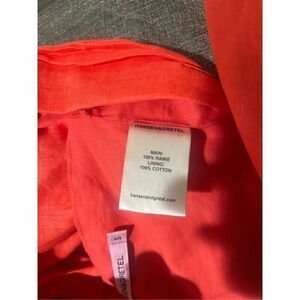 HANSEN&GRETEL
MAIN:
100% RAMIE
LINING:
100% COTTON
hansenandgretel.com
S